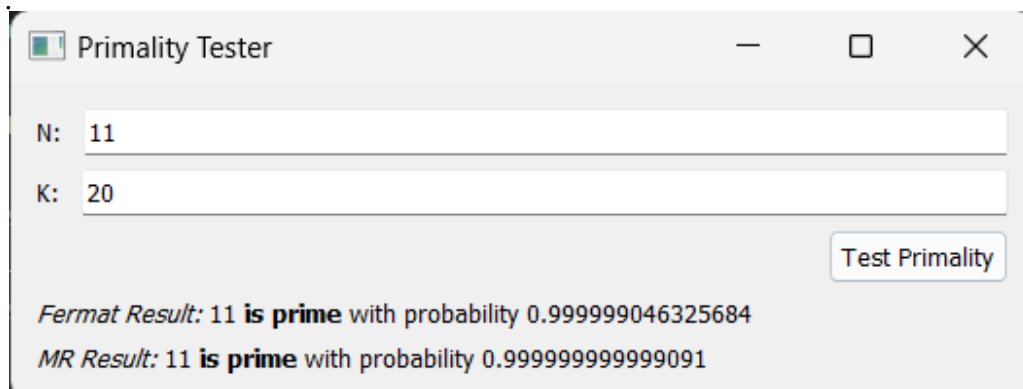 .
Primality Tester
N: 11
K: 20
Test Primality
Fermat Result: 11 is prime with probability 0.999999046325684
MR Result: 11 is prime with probability 0.999999999999091